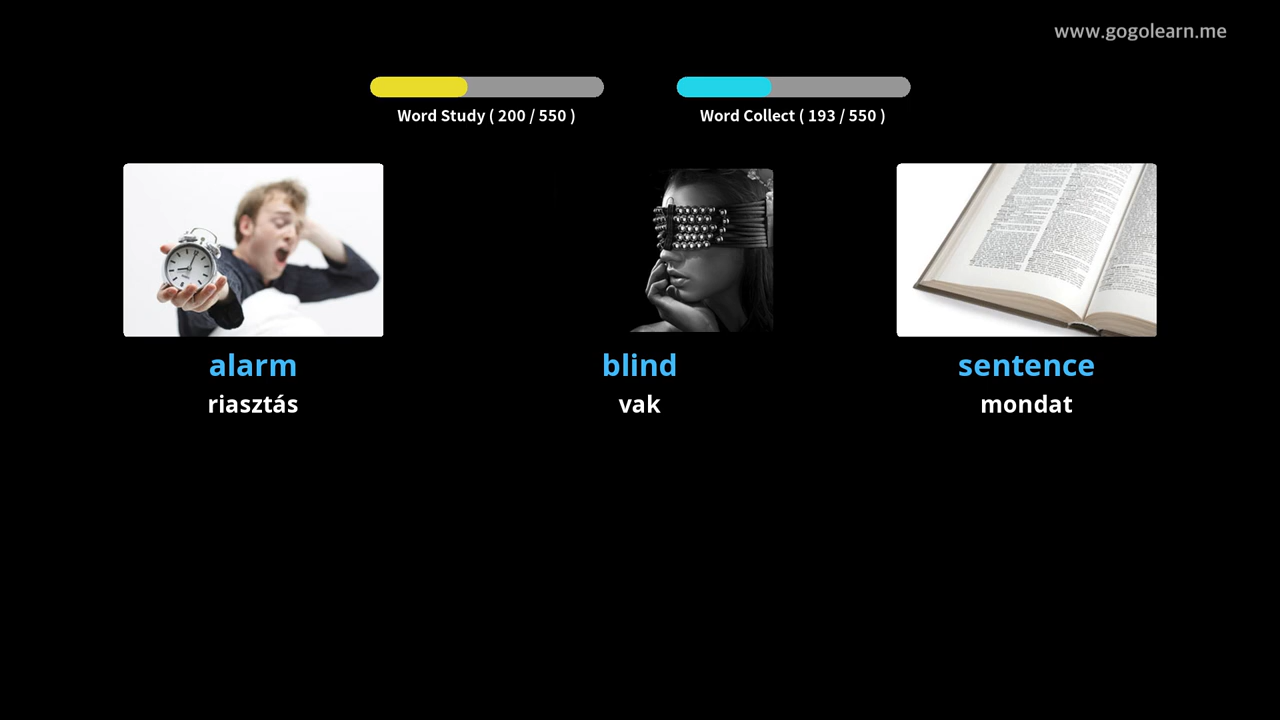 www.gogolearn.me
Word Study ( 200 / 550 )
Word Collect ( 193 / 550 )
alarm
blind
sentence
riasztás
vak
mondat